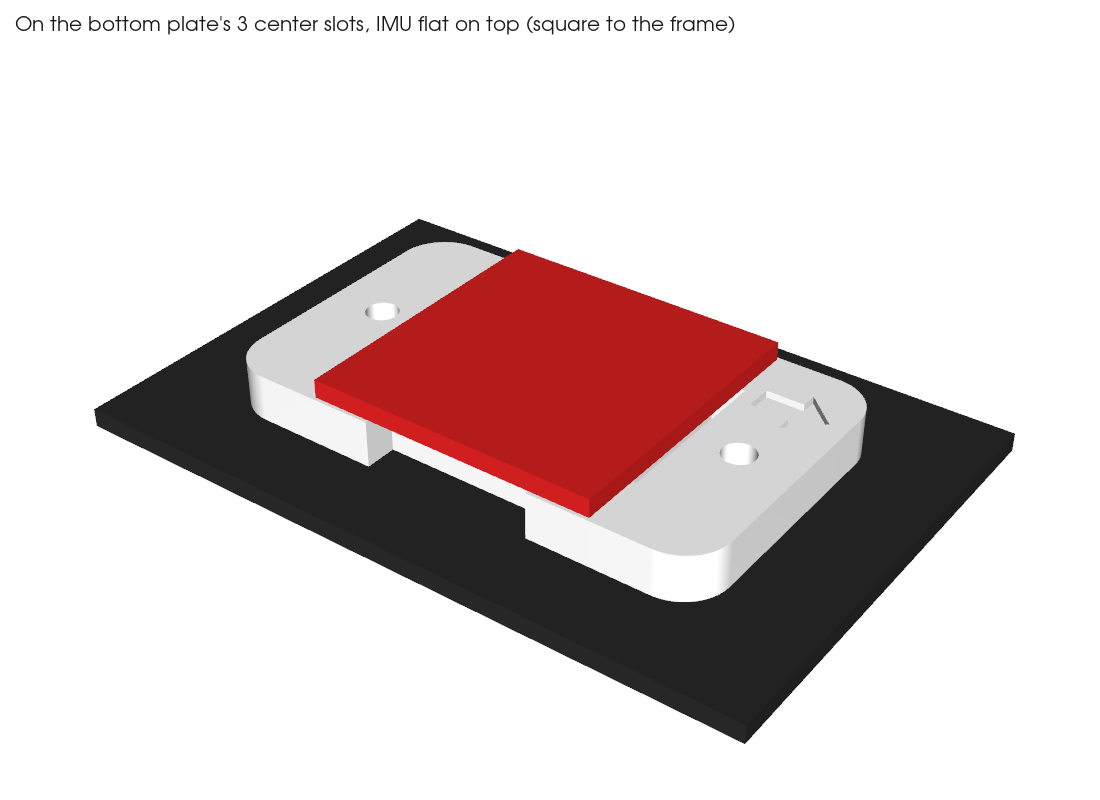 On the bottom plate's 3 center slots, IMU flat on top (square to the frame)